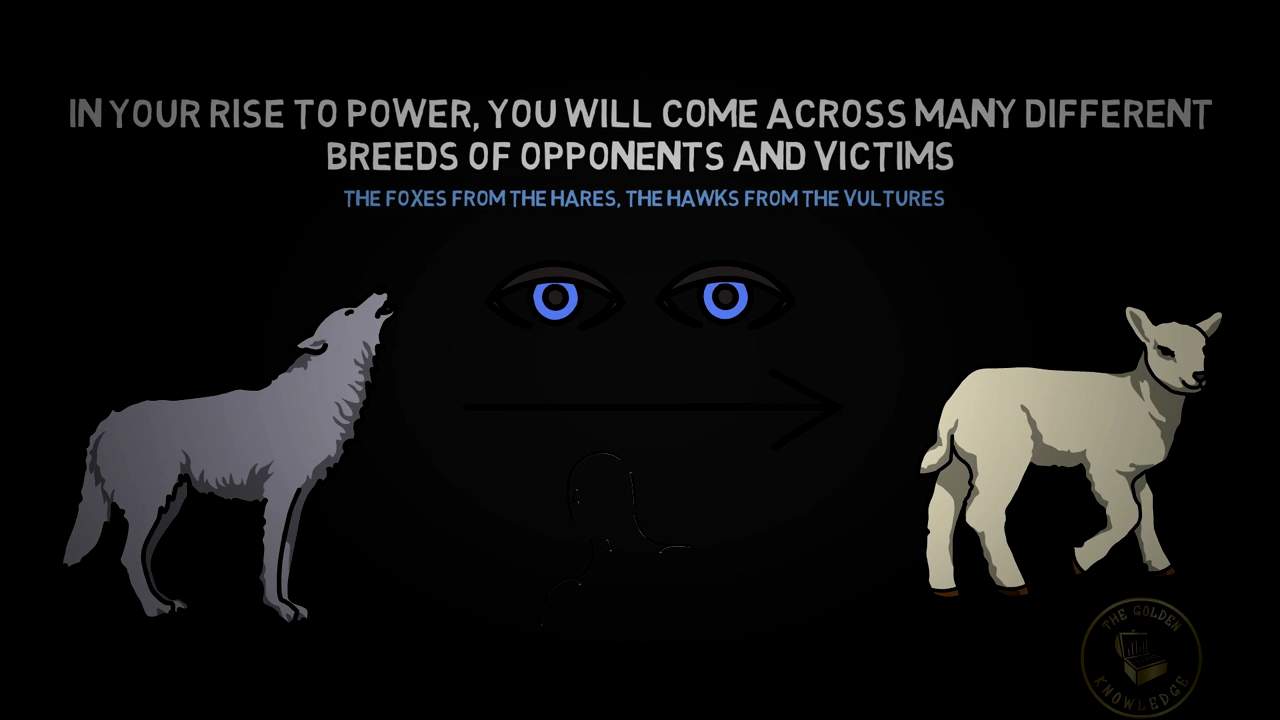 IN YOUR RISE TO POWER, YOU WILL COME ACROSS MANY DIFFERENT
BREEDS OF OPPONENTS AND VICTIMS
THE FOXES FROM THE HARES, THE HAWKS FROM THE VULTURES
THE GOLDEN
KNOWLEDGE